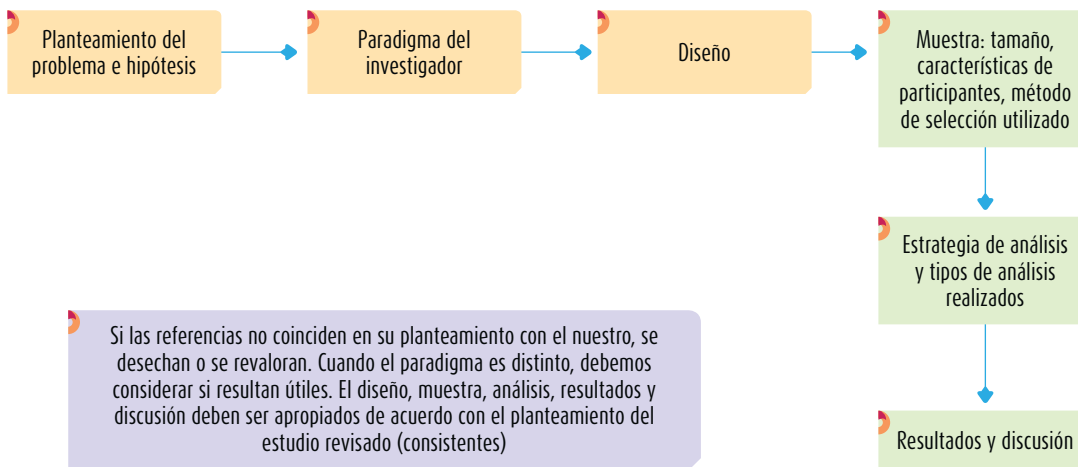 Planteamiento del
problema e hipótesis
Paradigma del
investigador
Diseño
Muestra: tamaño,
características de
participantes, método
de selección utilizado
Estrategia de análisis
y tipos de análisis
realizados
Resultados y discusión
Si las referencias no coinciden en su planteamiento con el nuestro, se
desechan o se revaloran. Cuando el paradigma es distinto, debemos
considerar si resultan útiles. El diseño, muestra, análisis, resultados y
discusión deben ser apropiados de acuerdo con el planteamiento del
estudio revisado (consistentes)